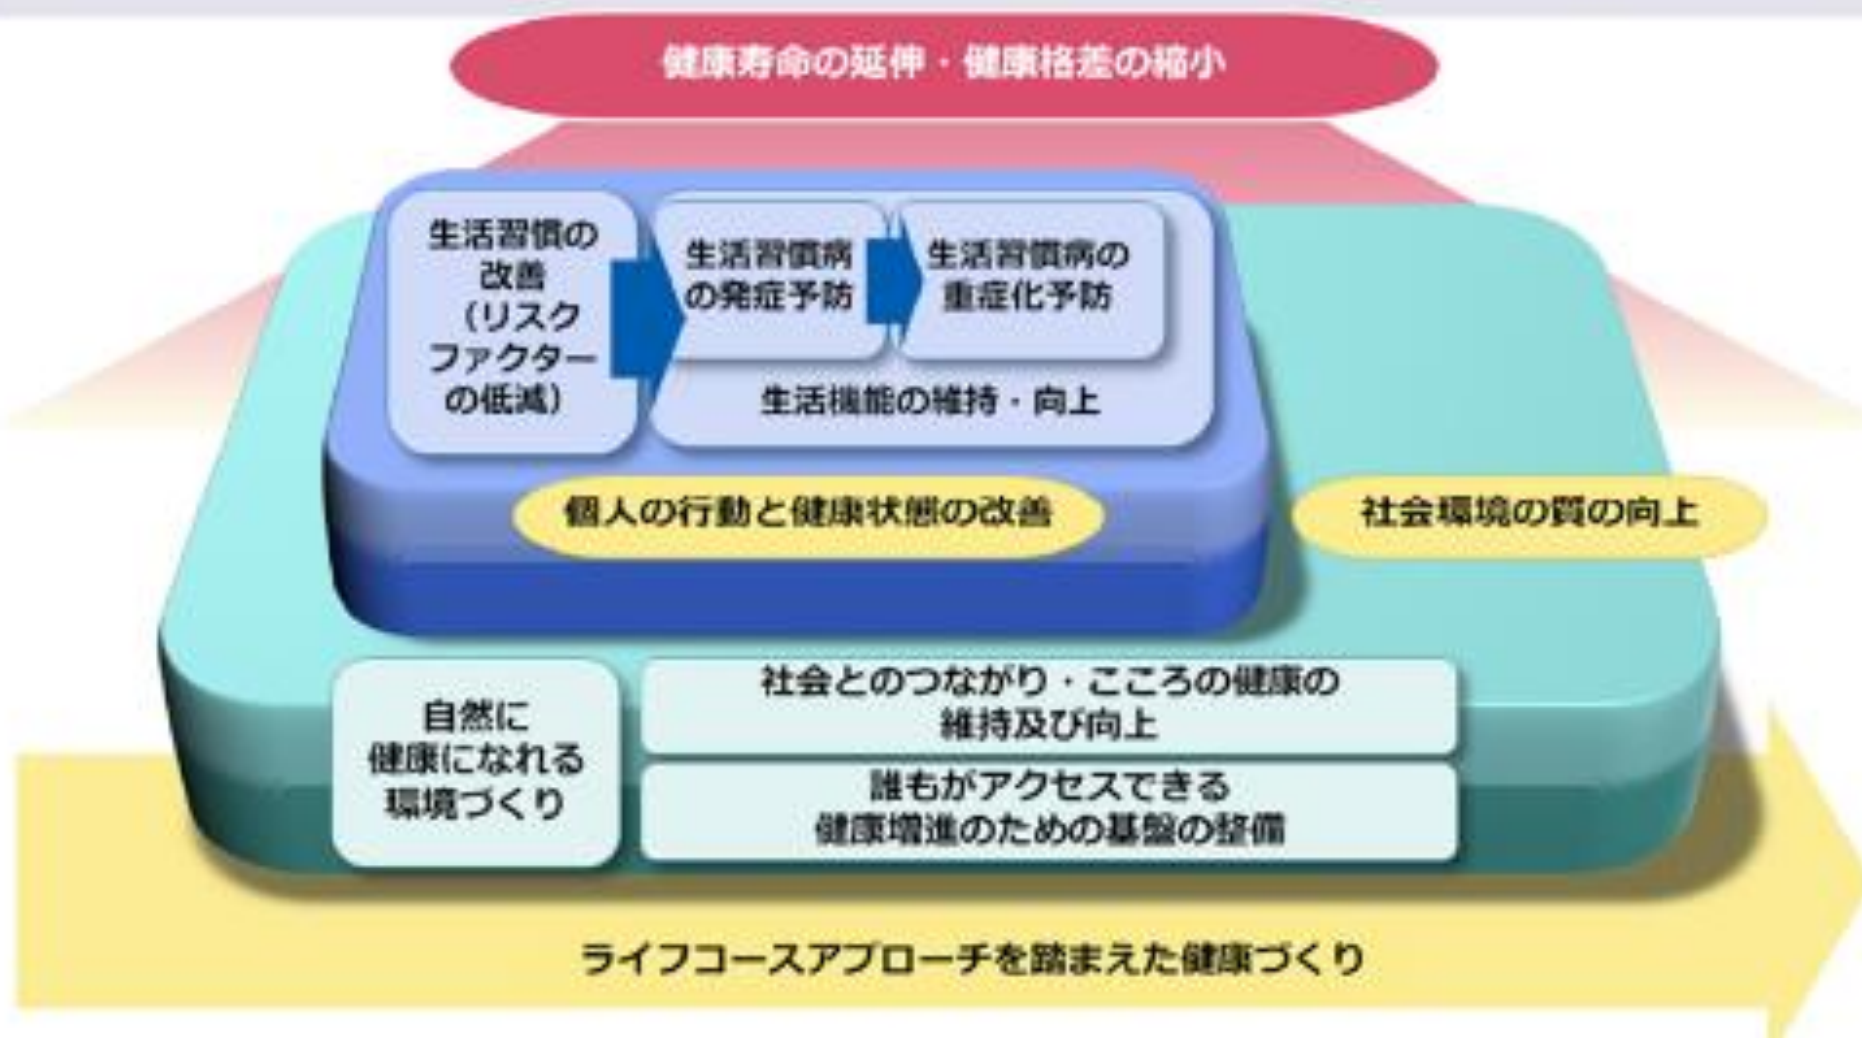 健康寿命の延伸・健康格差の縮小
生活習慣の
改善
（リスク
ファクター
の低減）
生活習慣病
の発症予防
生活習慣病の
重症化予防
生活機能の維持・向上
個人の行動と健康状態の改善
社会環境の質の向上
自然に
健康になれる
環境づくり
社会とのつながり・こころの健康の
維持及び向上
誰もがアクセスできる
健康増進のための基盤の整備
ライフコースアプローチを踏まえた健康づくり